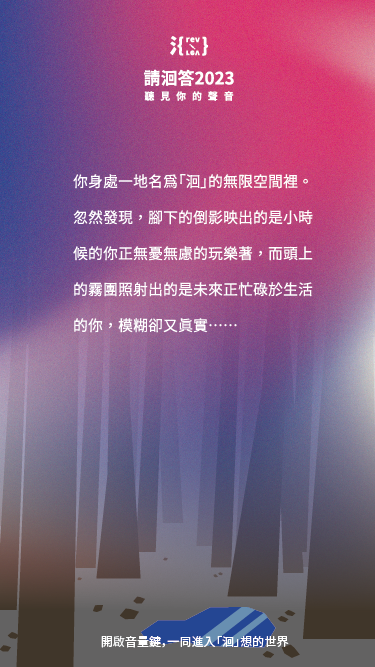 氵{rev rev}
請洄答2023
聽見你的聲音
你身處一地名爲「洄」的無限空間裡。
忽然發現，腳下的倒影映出的是小時
候的你正無憂無慮的玩樂著，而頭上
的霧團照射出的是未來正忙碌於生活
的你，模糊卻又真實⋯⋯
開啟音量鍵，一同進入「洄」想的世界